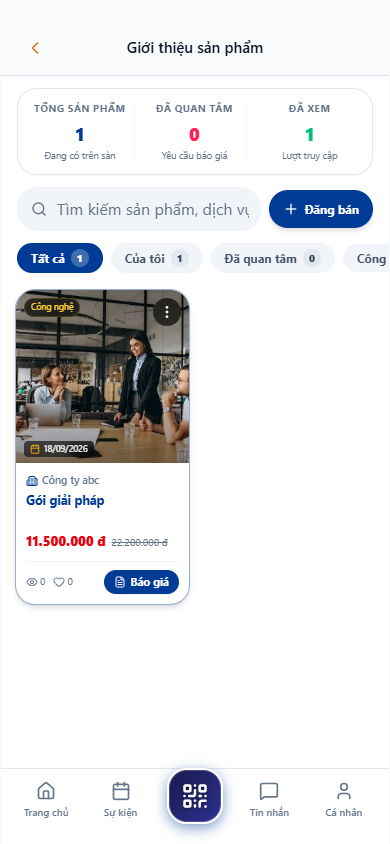 Giới thiệu sản phẩm
TỔNG SẢN PHẨM
1
Đang có trên sàn
ĐÃ QUAN TÂM
0
Yêu cầu báo giá
ĐÃ XEM
1
Lượt truy cập
Tìm kiếm sản phẩm, dịch vụ
Đăng bán
Tất cả 1
Của tôi 1
Đã quan tâm 0
Công
Công nghệ
18/09/2026
Công ty abc
Gói giải pháp
11.500.000 đ 22.200.000 đ
0 0 Báo giá
Trang chủ
Sự kiện
Tin nhắn
Cá nhân